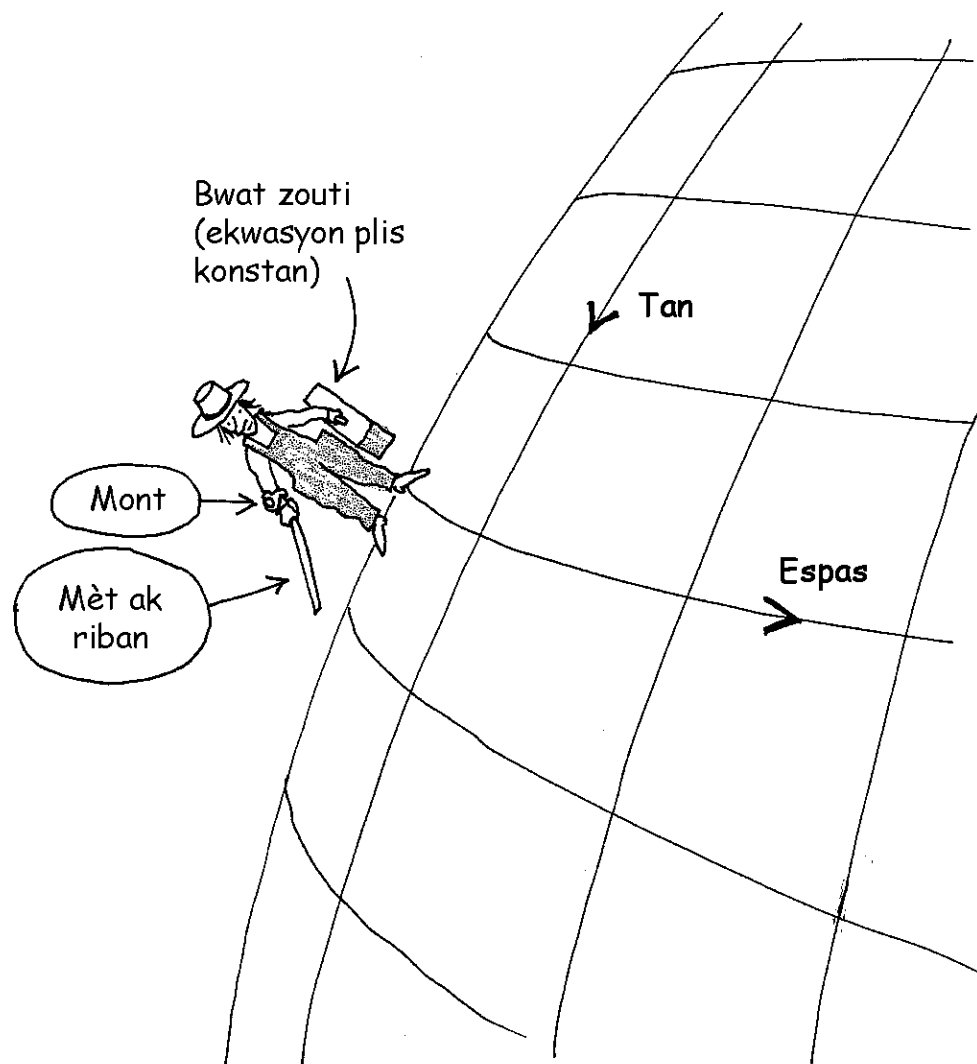 Bwat zouti
(ekwasyon plis
konstan)
Tan
Mont
Espas
Mèt ak
riban